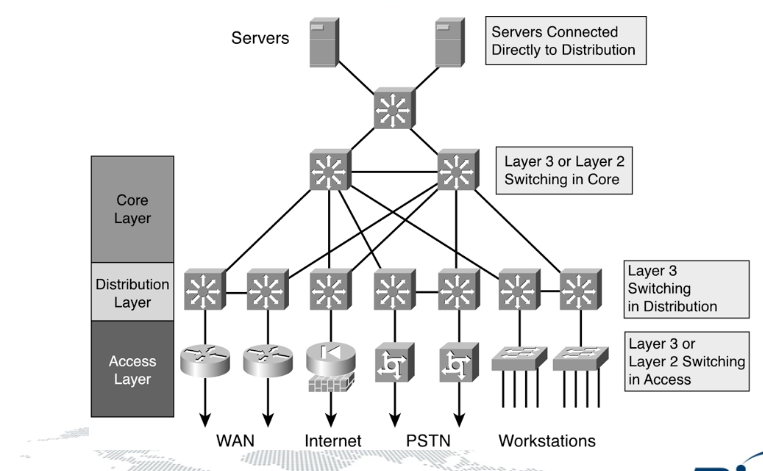 Servers
Servers Connected
Directly to Distribution
Layer 3 or Layer 2
Switching in Core
Core
Layer
Distribution
Layer
Layer 3
Switching
in Distribution
Access
Layer
Layer 3 or
Layer 2 Switching
in Access
WAN
Internet
PSTN
Workstations